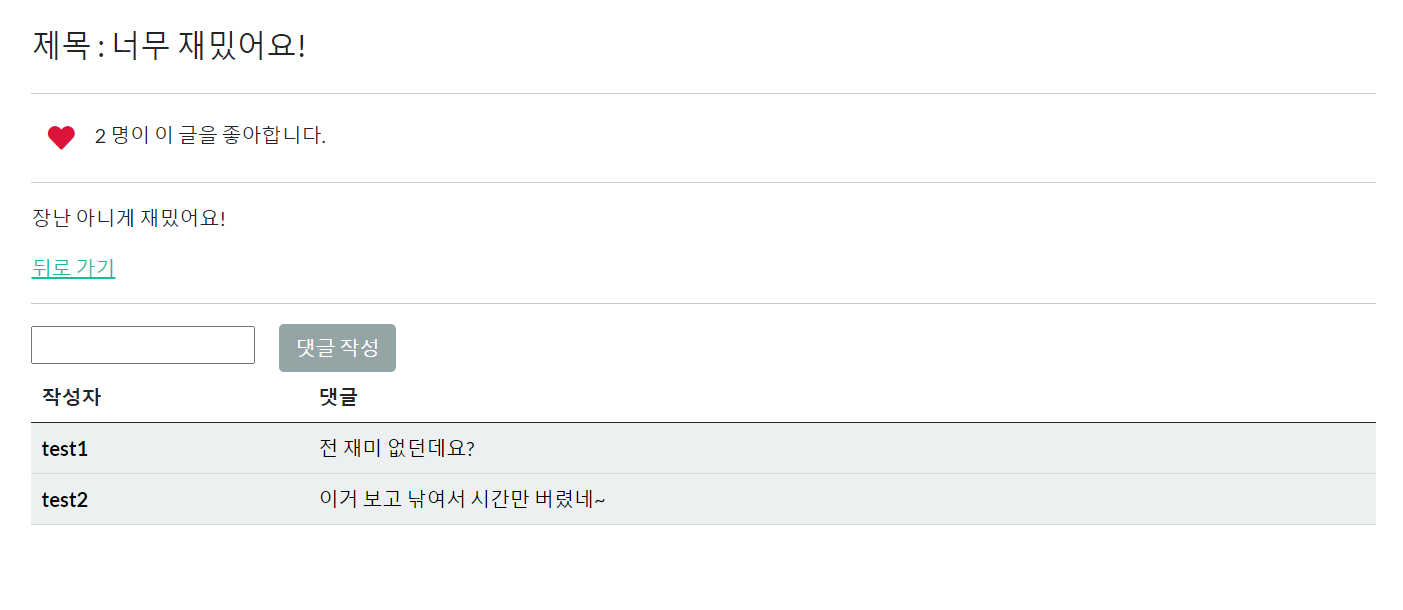 제목 : 너무 재밌어요!
2 명이 이 글을 좋아합니다.
장난 아니게 재밌어요!
뒤로 가기
댓글 작성
작성자 댓글
test1 전 재미 없던데요?
test2 이거 보고 낚여서 시간만 버렸네~